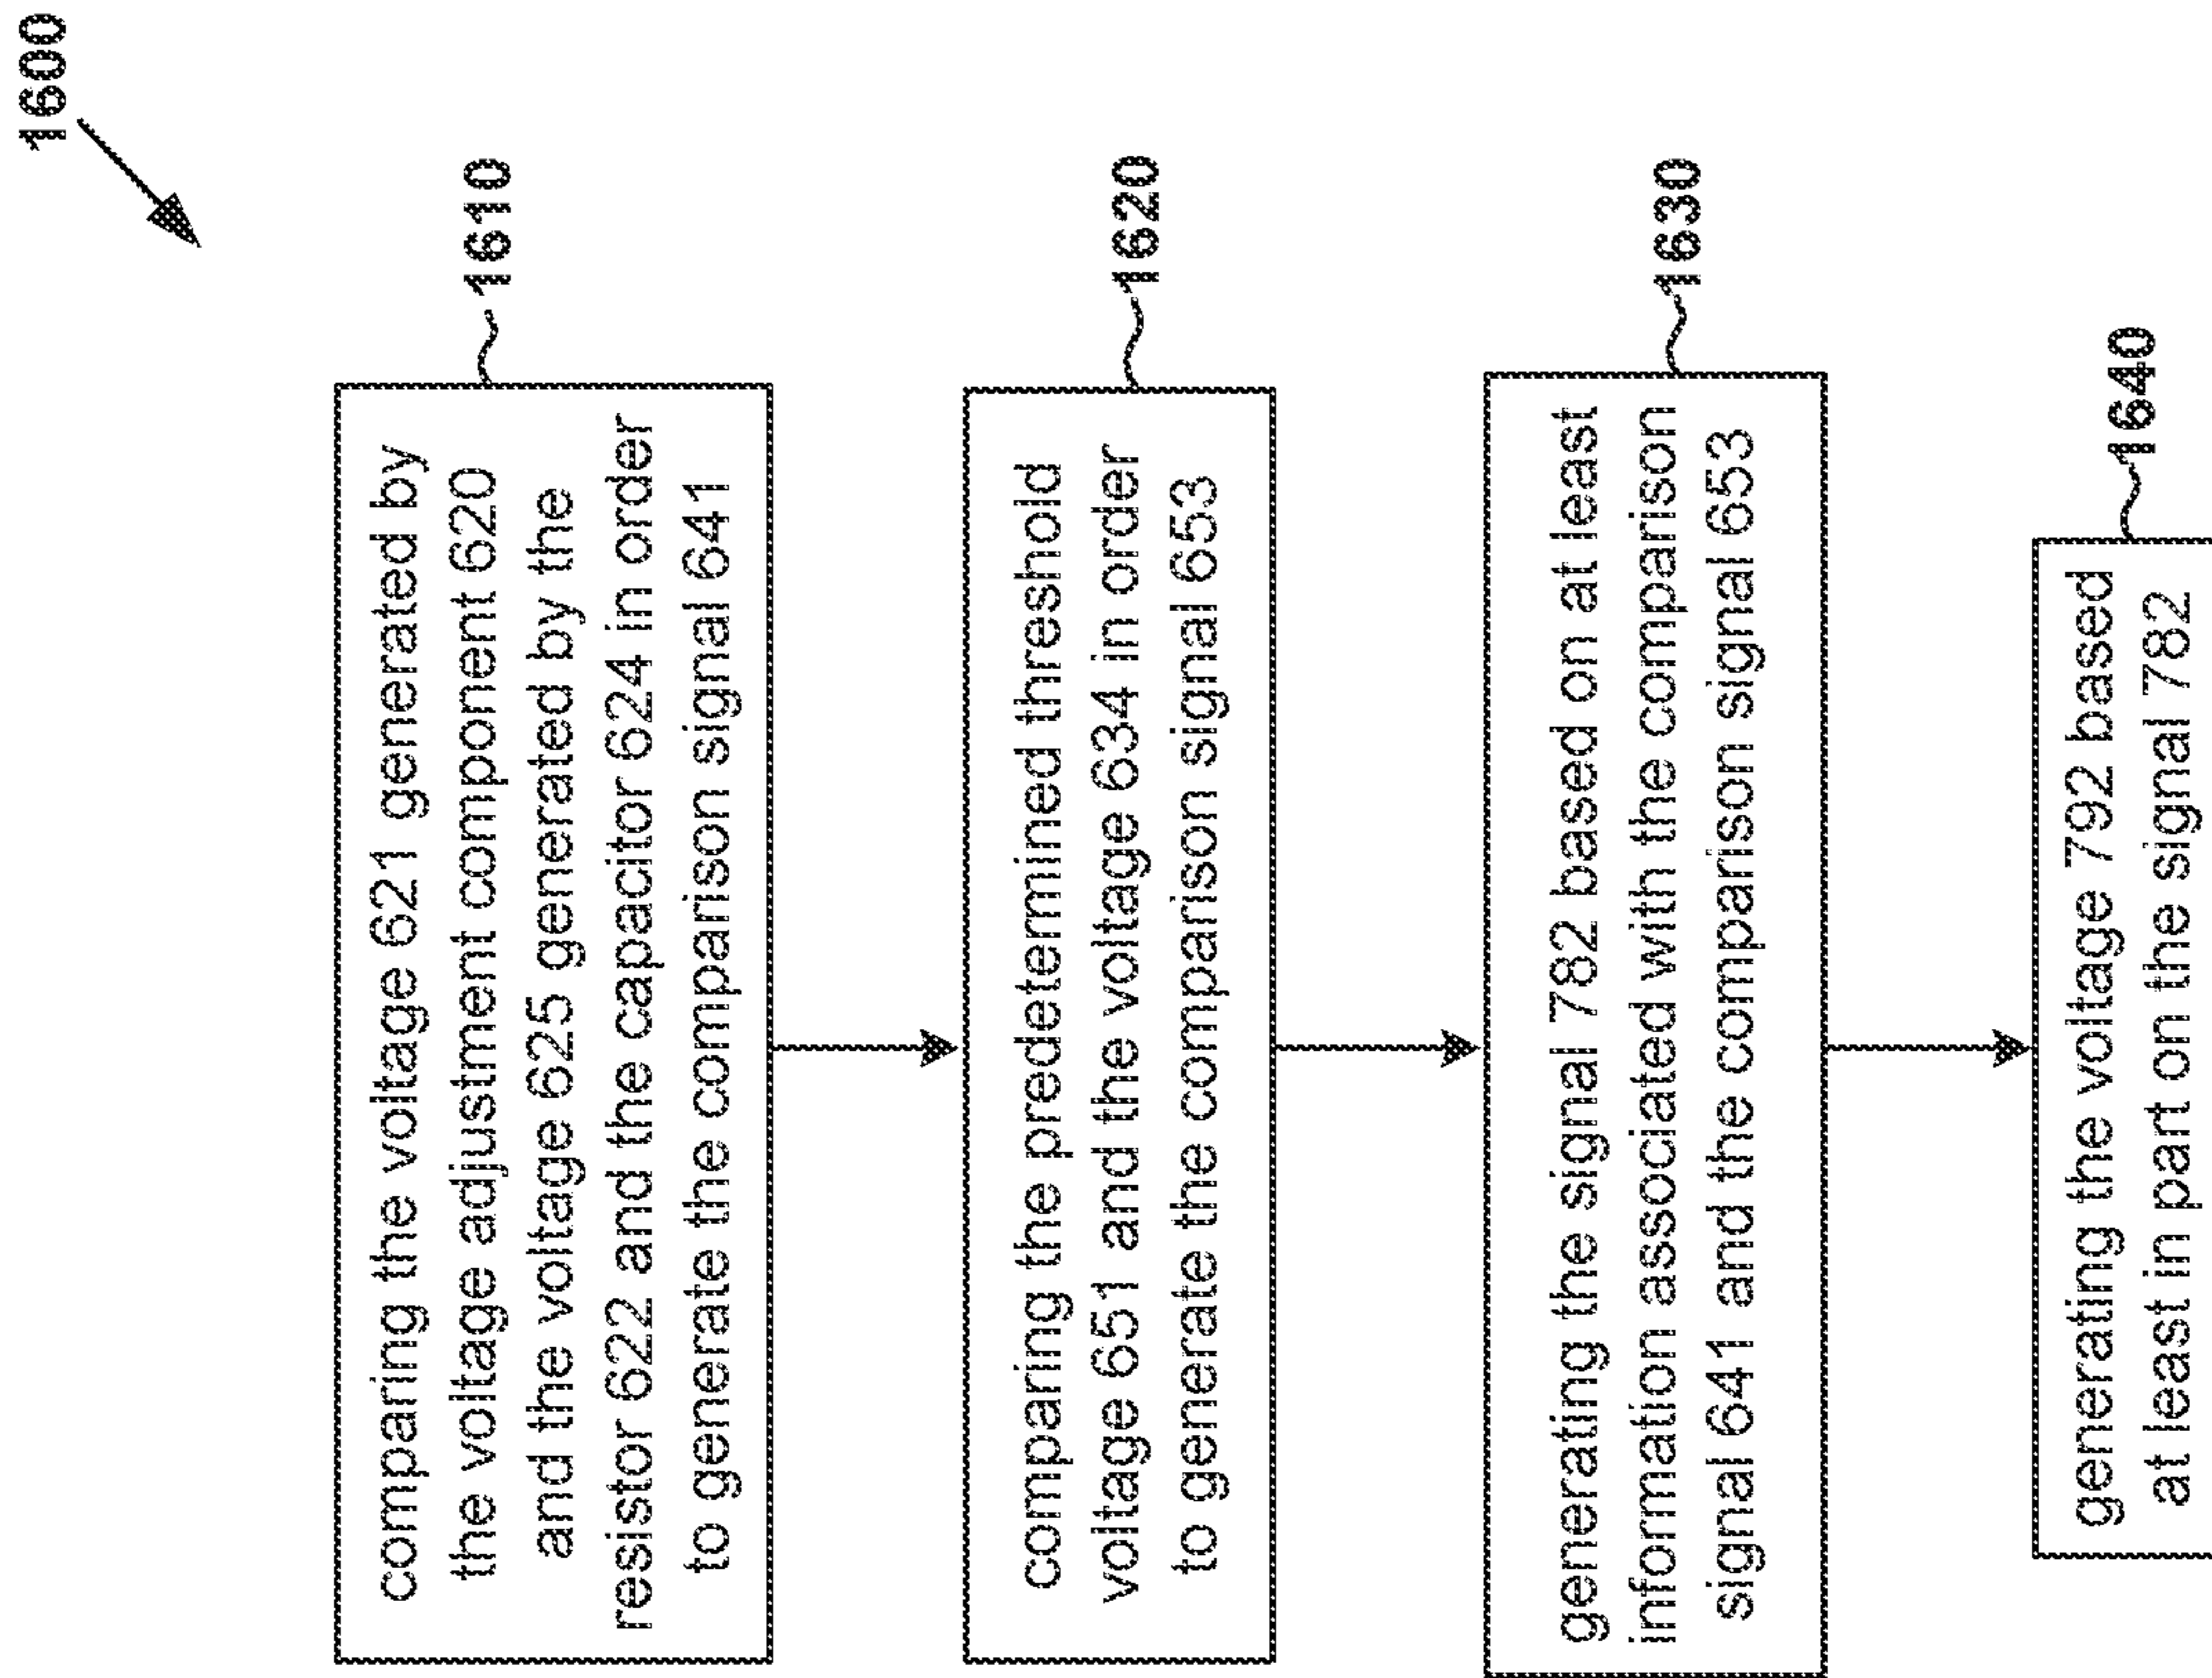 1600
comparing the voltage 621 generated by
the voltage adjustment component 620
and the voltage 625 generated by the
resistor 622 and the capacitor 624 in order
to generate the comparison signal 641
1610
comparing the predetermined threshold
voltage 651 and the voltage 634 in order
to generate the comparison signal 653
1620
generating the signal 782 based on at least
information associated with the comparison
signal 641 and the comparison signal 653
1630
generating the voltage 792 based
at least in part on the signal 782
1640